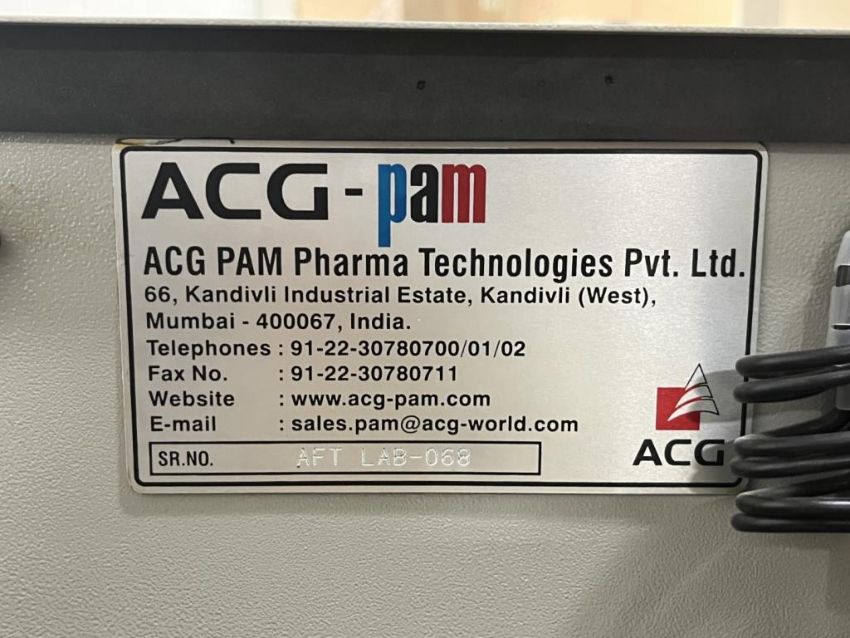 ACG-pam
ACG PAM Pharma Technologies Pvt. Ltd.
66, Kandivli Industrial Estate, Kandivli (West),
Mumbai - 400067, India.
Telephones : 91-22-30780700/01/02
Fax No. : 91-22-30780711
Website : www.acg-pam.com
E-mail : sales.pam@acg-world.com
SR.NO. AFT LAB-068
ACG